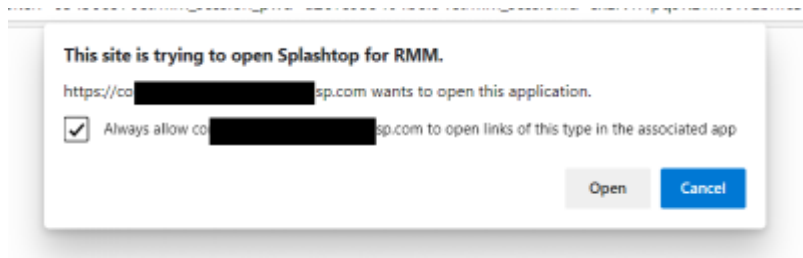 This site is trying to open Splashtop for RMM.
https://co sp.com wants to open this application.
Always allow co sp.com to open links of this type in the associated app
Open Cancel